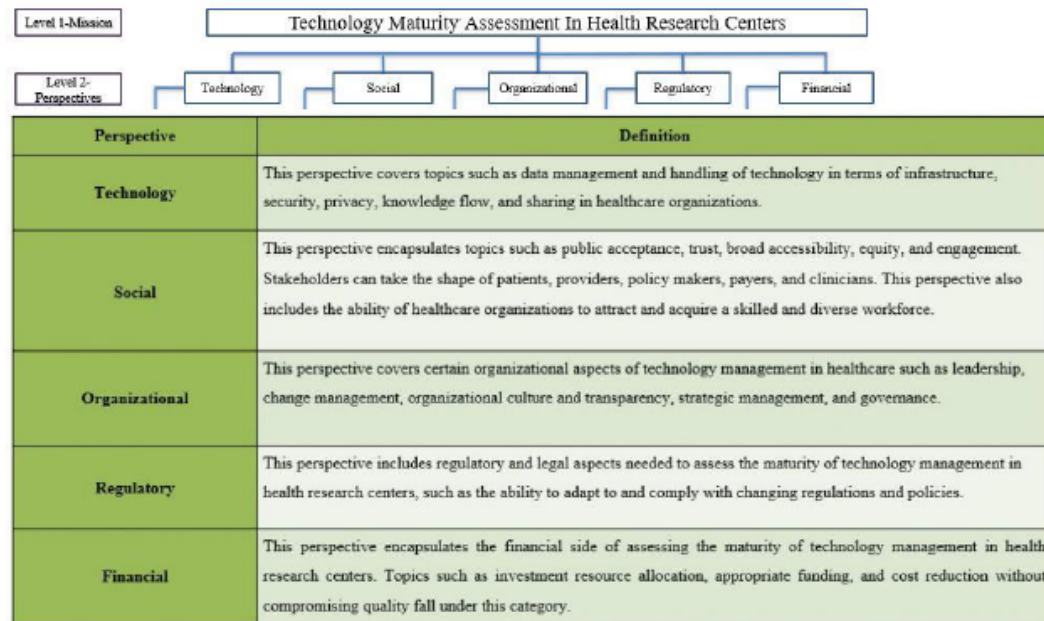 Level 1-Mission
Technology Maturity Assessment In Health Research Centers
Level 2-
Perspectives
Technology
Social
Organizational
Regulatory
Financial
Perspective
Definition
Technology
This perspective covers topics such as data management and handling of technology in terms of infrastructure,
security, privacy, knowledge flow, and sharing in healthcare organizations.
Social
This perspective encapsulates topics such as public acceptance, trust, broad accessibility, equity, and engagement.
Stakeholders can take the shape of patients, providers, policy makers, payers, and clinicians. This perspective also
includes the ability of healthcare organizations to attract and acquire a skilled and diverse workforce.
Organizational
This perspective covers certain organizational aspects of technology management in healthcare such as leadership,
change management, organizational culture and transparency, strategic management, and governance.
Regulatory
This perspective includes regulatory and legal aspects needed to assess the maturity of technology management in
health research centers, such as the ability to adapt to and comply with changing regulations and policies.
Financial
This perspective encapsulates the financial side of assessing the maturity of technology management in health
research centers. Topics such as investment resource allocation, appropriate funding, and cost reduction without
compromising quality fall under this category.